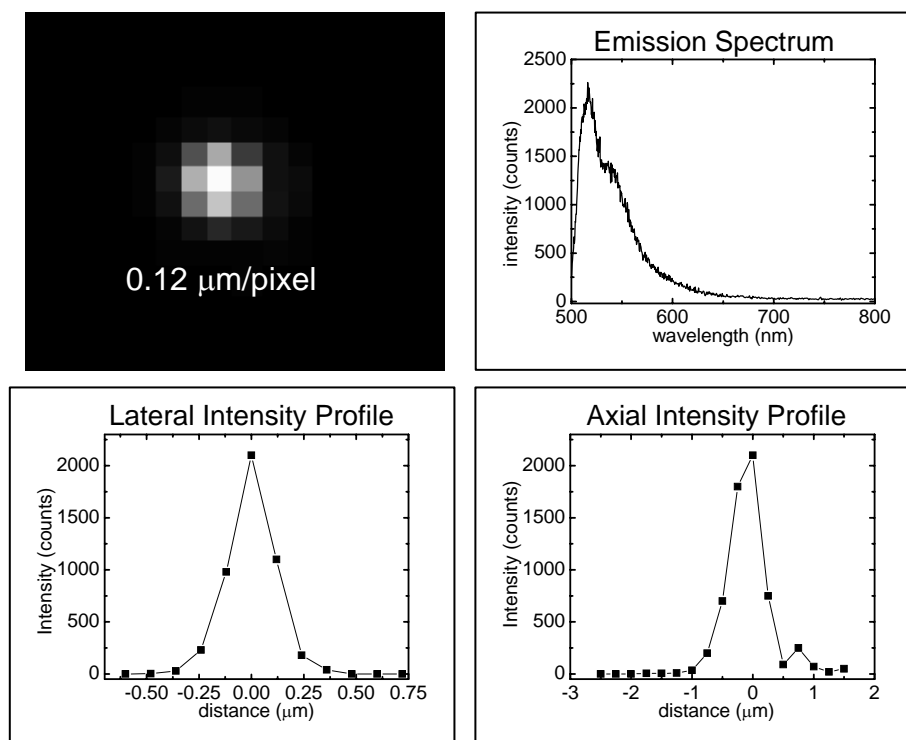 0.12 μm/pixel
Emission Spectrum
intensity (counts)
2500
2000
1500
1000
500
0
500 600 700 800
wavelength (nm)
Lateral Intensity Profile
Intensity (counts)
2000
1500
1000
500
0
-0.50 -0.25 0.00 0.25 0.50 0.75
distance (μm)
Axial Intensity Profile
Intensity (counts)
2000
1500
1000
500
0
-3 -2 -1 0 1 2
distance (μm)